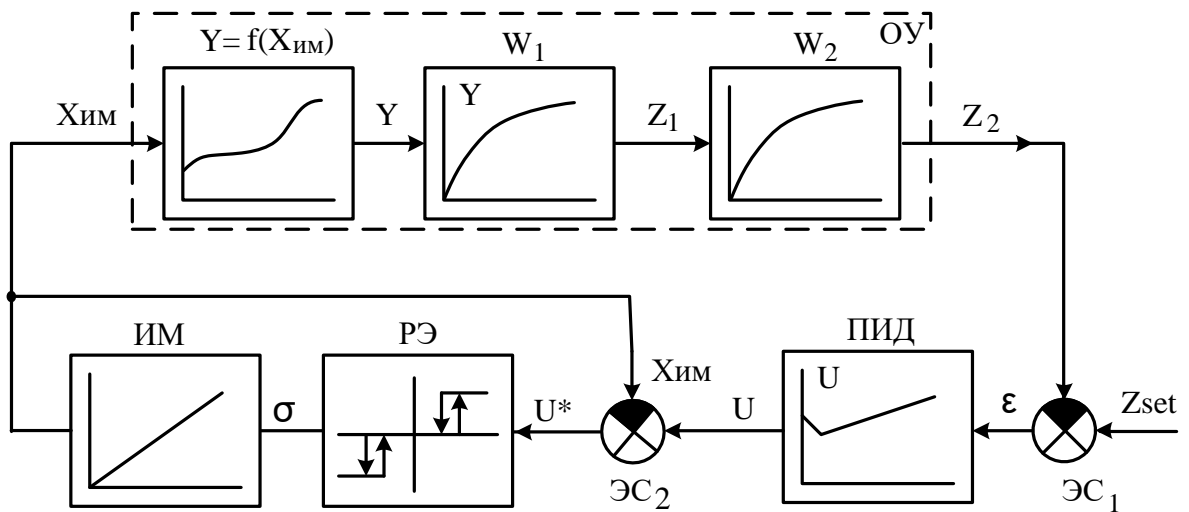 Y= f(Xим)
W1
W2
ОУ
Y
Xим
Y
Z1
Z2
ИМ
РЭ
ПИД
Xим
U
σ
U*
U
ε
Zset
ЭС2
ЭС1